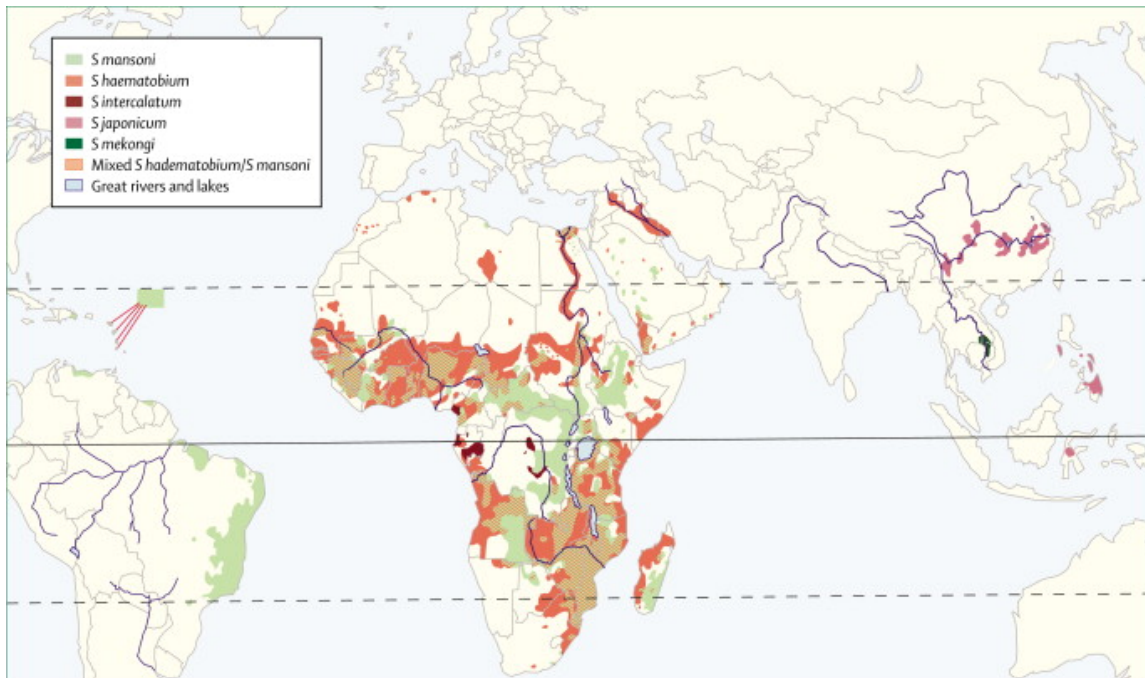 S mansoni
S haematobium
S intercalatum
S japonicum
S mekongi
Mixed S hadematobium/S mansoni
Great rivers and lakes